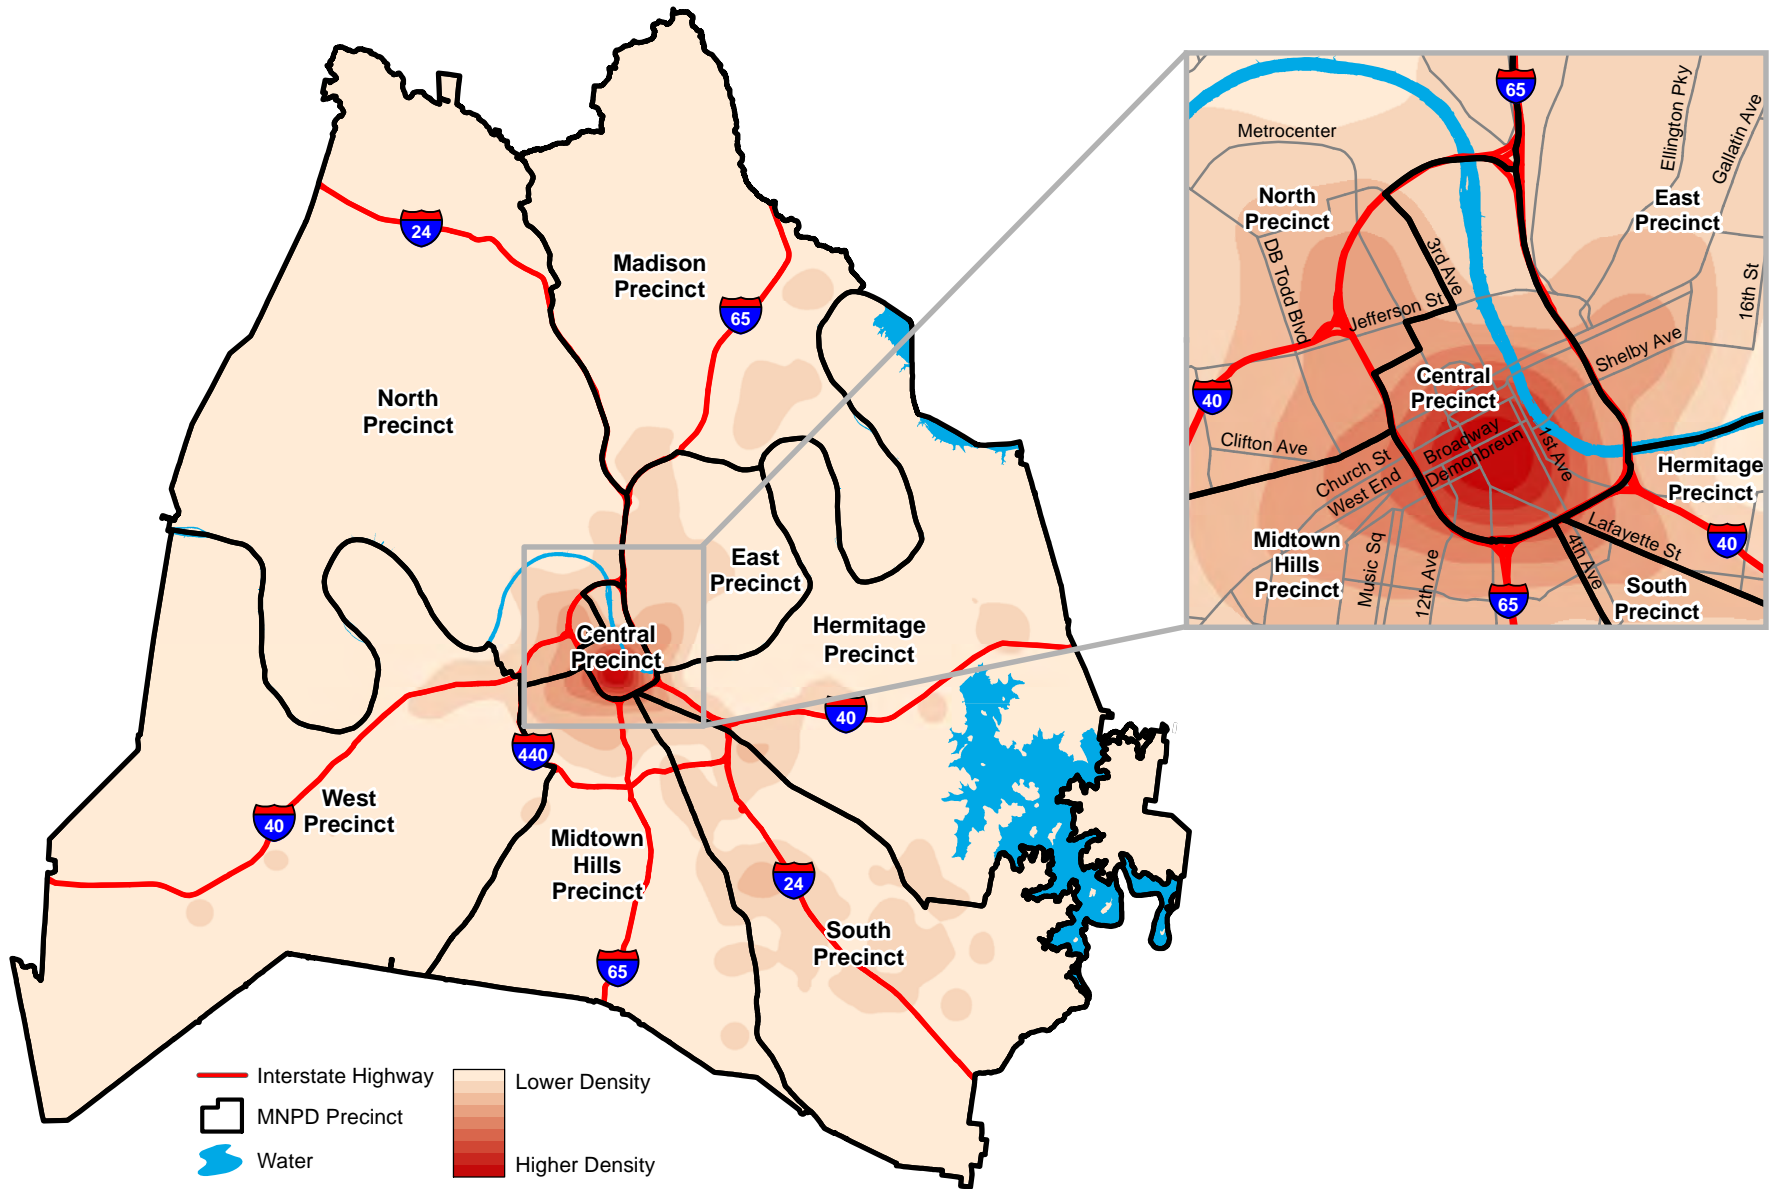 24
Madison
Precinct
65
North
Precinct
East
Precinct
Central
Precinct
Hermitage
Precinct
40
440
West
Precinct
40
Midtown
Hills
Precinct
24
South
Precinct
65
Interstate Highway
MNPD Precinct
Water
Lower Density
Higher Density
65
Ellington Pky
Gallatin Ave
Metrocenter
North
Precinct
East
Precinct
DB Todd Blvd
3rd Ave
16th St
Jefferson St
Shelby Ave
Central
Precinct
40
Broadway
Demonbreun
1st Ave
Clifton Ave
Church St
West End
Hermitage
Precinct
Lafayette St
40
Midtown
Hills
Precinct
Music Sq
12th Ave
4th Ave
65
South
Precinct